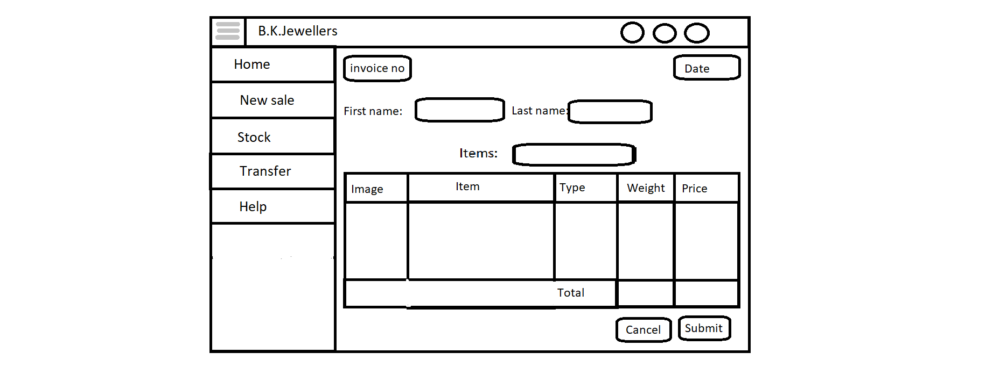 B.K.Jewellers
Home
New sale
Stock
Transfer
Help
invoice no
Date
First name:
Last name:
Items:
Image
Item
Type
Weight
Price
Total
Cancel
Submit